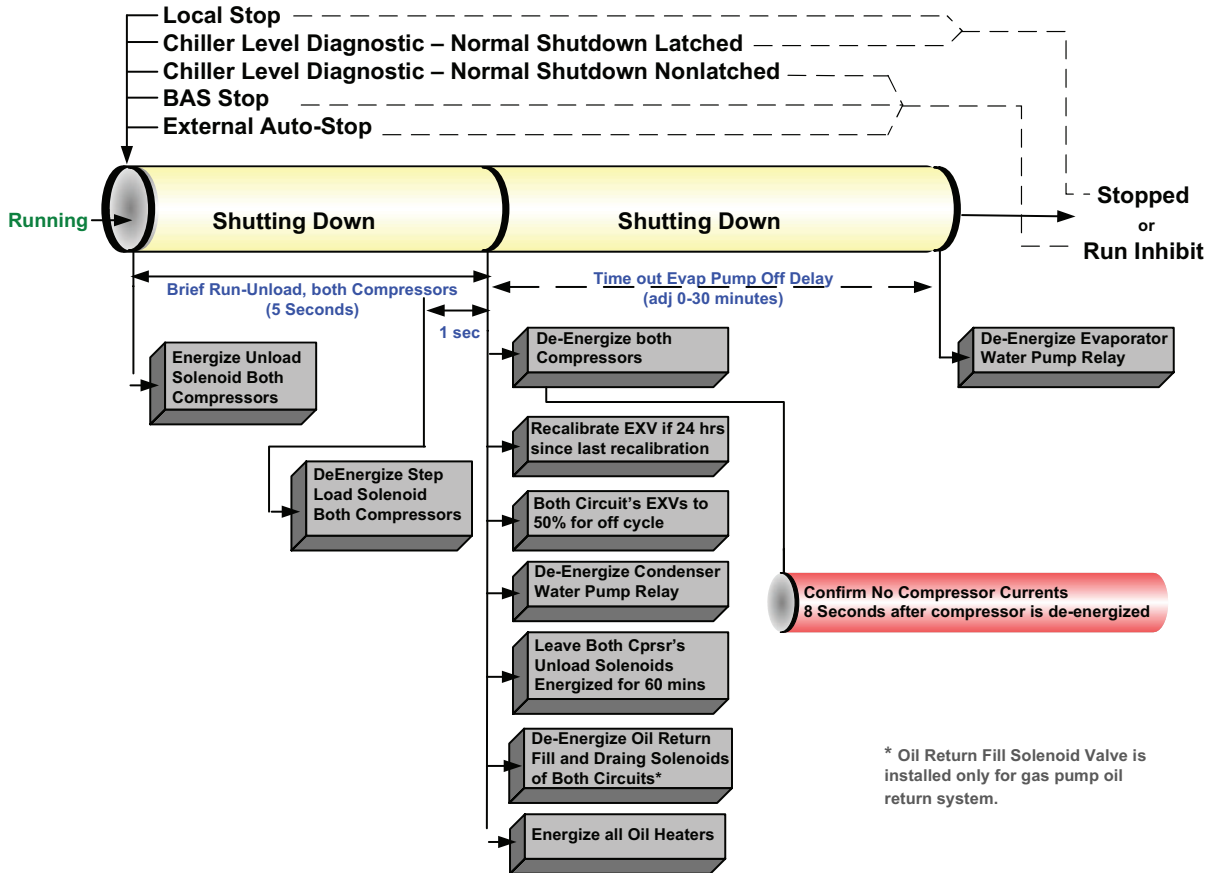 Local Stop
Chiller Level Diagnostic – Normal Shutdown Latched
Chiller Level Diagnostic – Normal Shutdown Nonlatched
BAS Stop
External Auto-Stop
Running
Shutting Down
Shutting Down
Stopped
or
Run Inhibit
Brief Run-Unload, both Compressors
(5 Seconds)
1 sec
Time out Evap Pump Off Delay
(adj 0-30 minutes)
Energize Unload
Solenoid Both
Compressors
DeEnergize Step
Load Solenoid
Both Compressors
De-Energize both
Compressors
De-Energize Evaporator
Water Pump Relay
Recalibrate EXV if 24 hrs
since last recalibration
Both Circuit's EXVs to
50% for off cycle
De-Energize Condenser
Water Pump Relay
Confirm No Compressor Currents
8 Seconds after compressor is de-energized
Leave Both Cprsr's
Unload Solenoids
Energized for 60 mins
De-Energize Oil Return
Fill and Draing Solenoids
of Both Circuits*
Energize all Oil Heaters
* Oil Return Fill Solenoid Valve is
installed only for gas pump oil
return system.